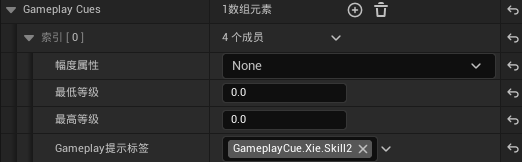 Gameplay Cues 1数组元素
索引 [ 0 ] 4 个成员
幅度属性 None
最低等级 0.0
最高等级 0.0
Gameplay提示标签 GameplayCue.Xie.Skill2